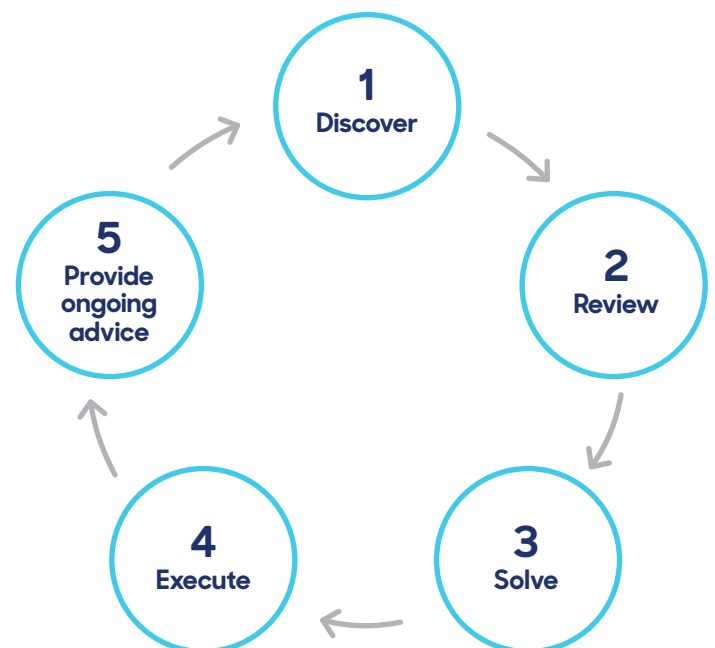 1
Discover
2
Review
3
Solve
4
Execute
5
Provide
ongoing
advice